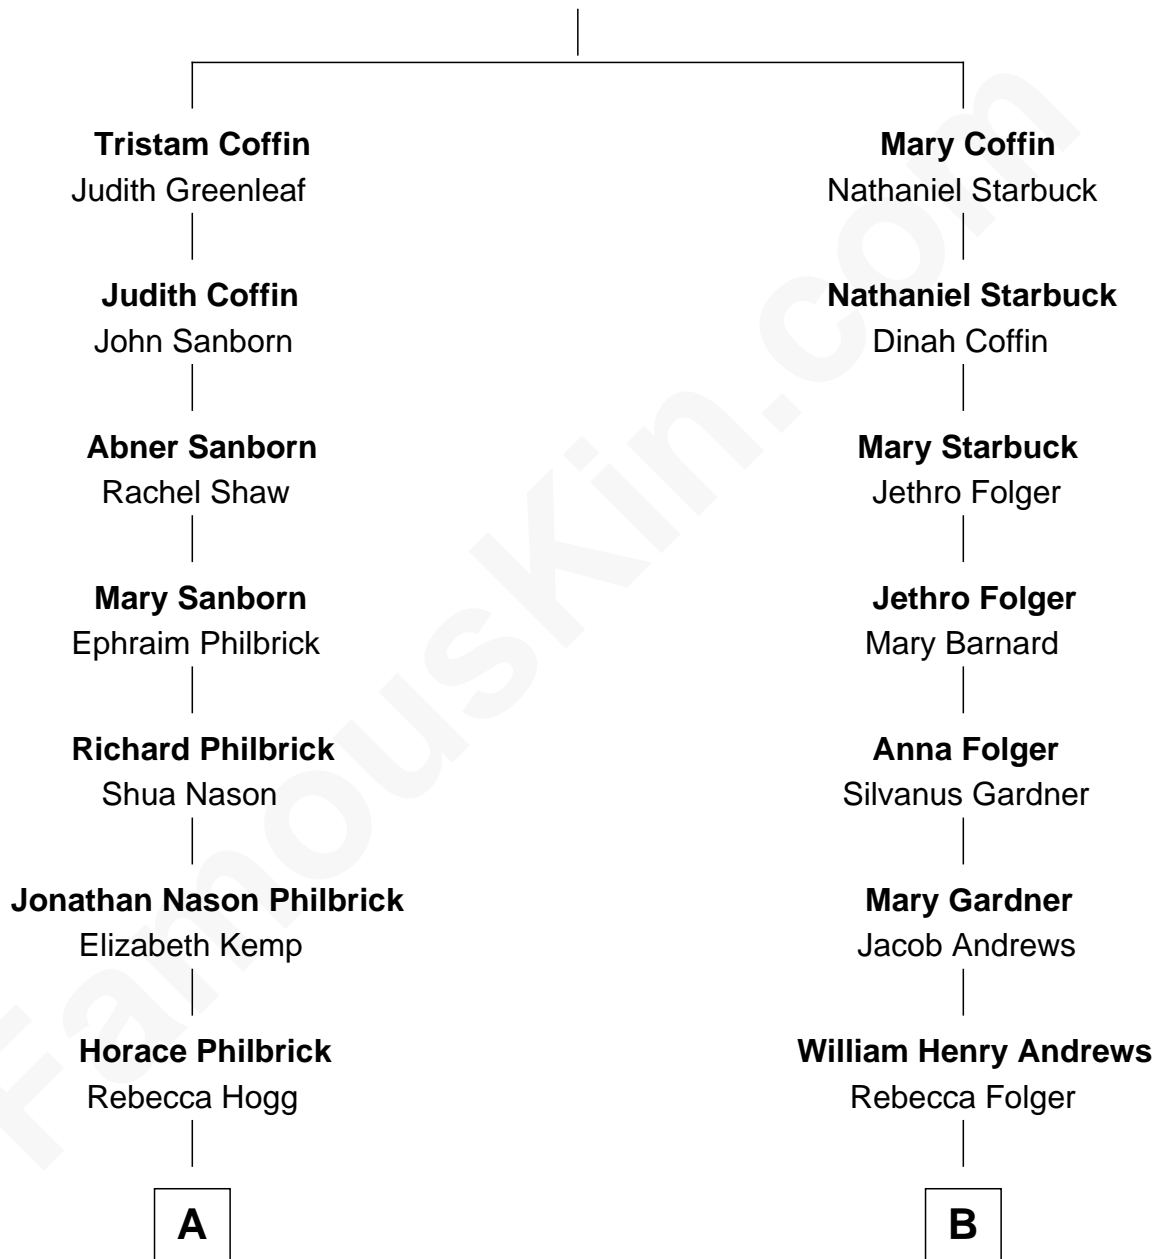 Tristam Coffin
Judith Greenleaf
Judith Coffin
John Sanborn
Abner Sanborn
Rachel Shaw
Mary Sanborn
Ephraim Philbrick
Richard Philbrick
Shua Nason
Jonathan Nason Philbrick
Elizabeth Kemp
Horace Philbrick
Rebecca Hogg
A
Mary Coffin
Nathaniel Starbuck
Nathaniel Starbuck
Dinah Coffin
Mary Starbuck
Jethro Folger
Jethro Folger
Mary Barnard
Anna Folger
Silvanus Gardner
Mary Gardner
Jacob Andrews
William Henry Andrews
Rebecca Folger
B
FamousKin.com